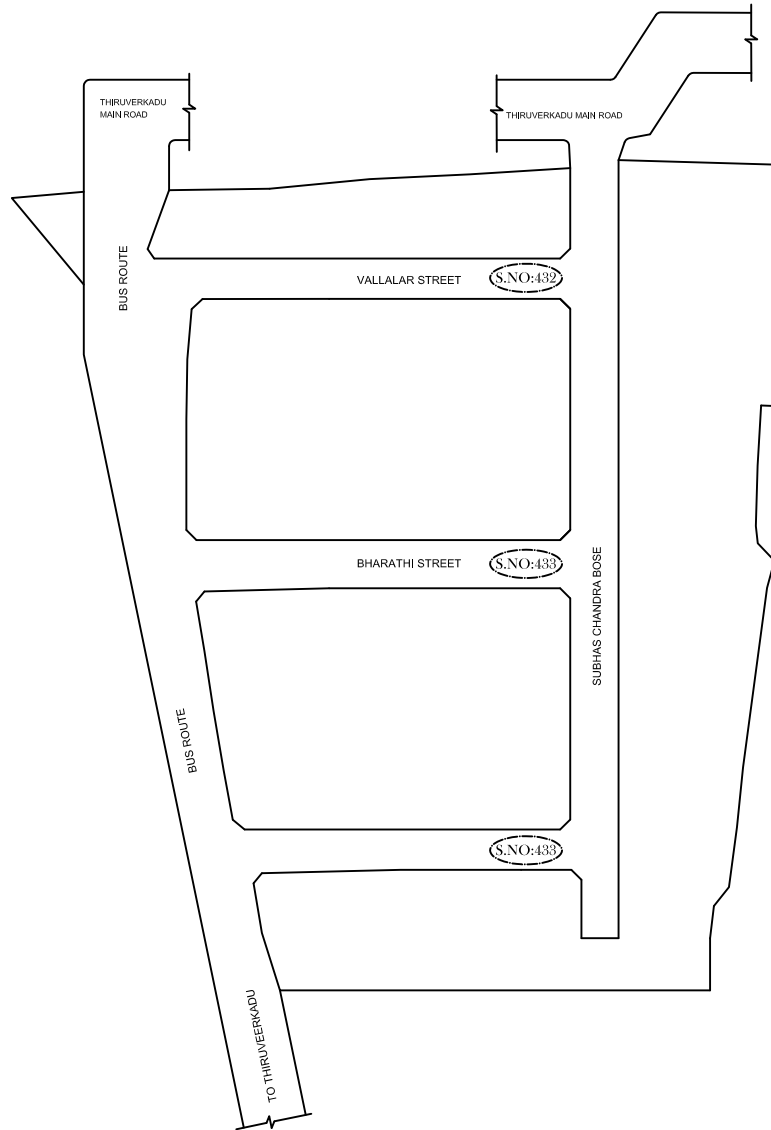 THIRUVERKADU
MAIN ROAD
THIRUVERKADU MAIN ROAD
BUS ROUTE
VALLALAR STREET
S.NO:432
BHARATHI STREET
S.NO:433
SUBHAS CHANDRA BOSE
BUS ROUTE
S.NO:433
TO THIRUVEERKADU